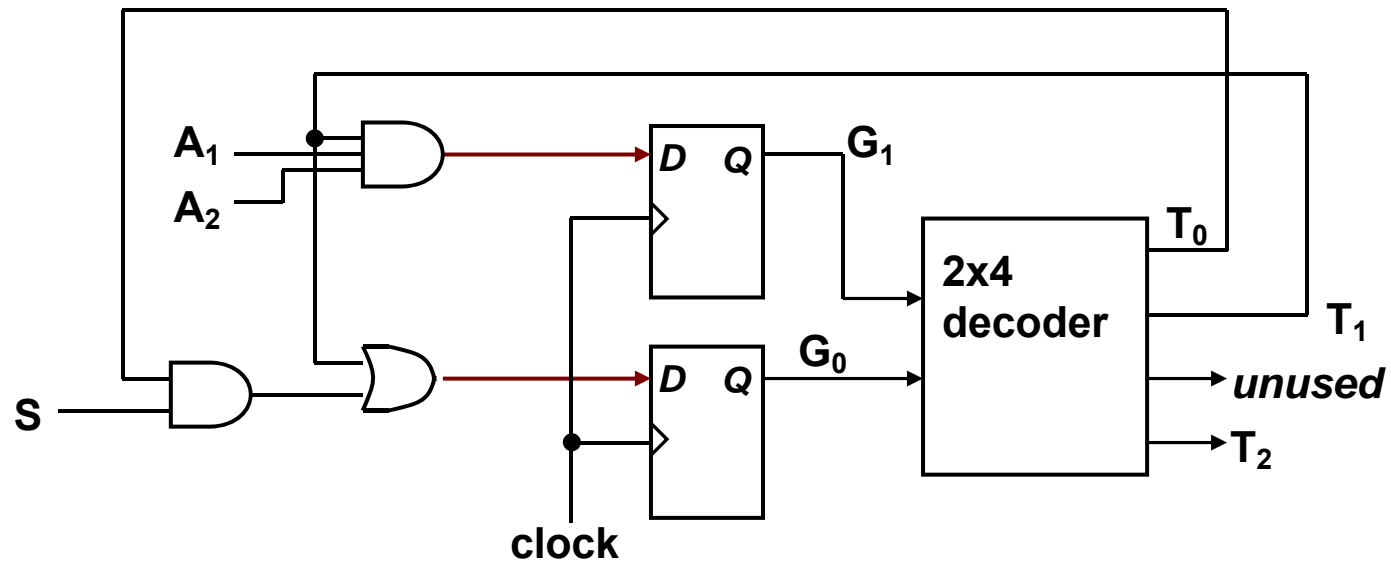 A1
A2
D Q
G1
T0
2x4
decoder
T1
G0
D Q
unused
S
T2
clock